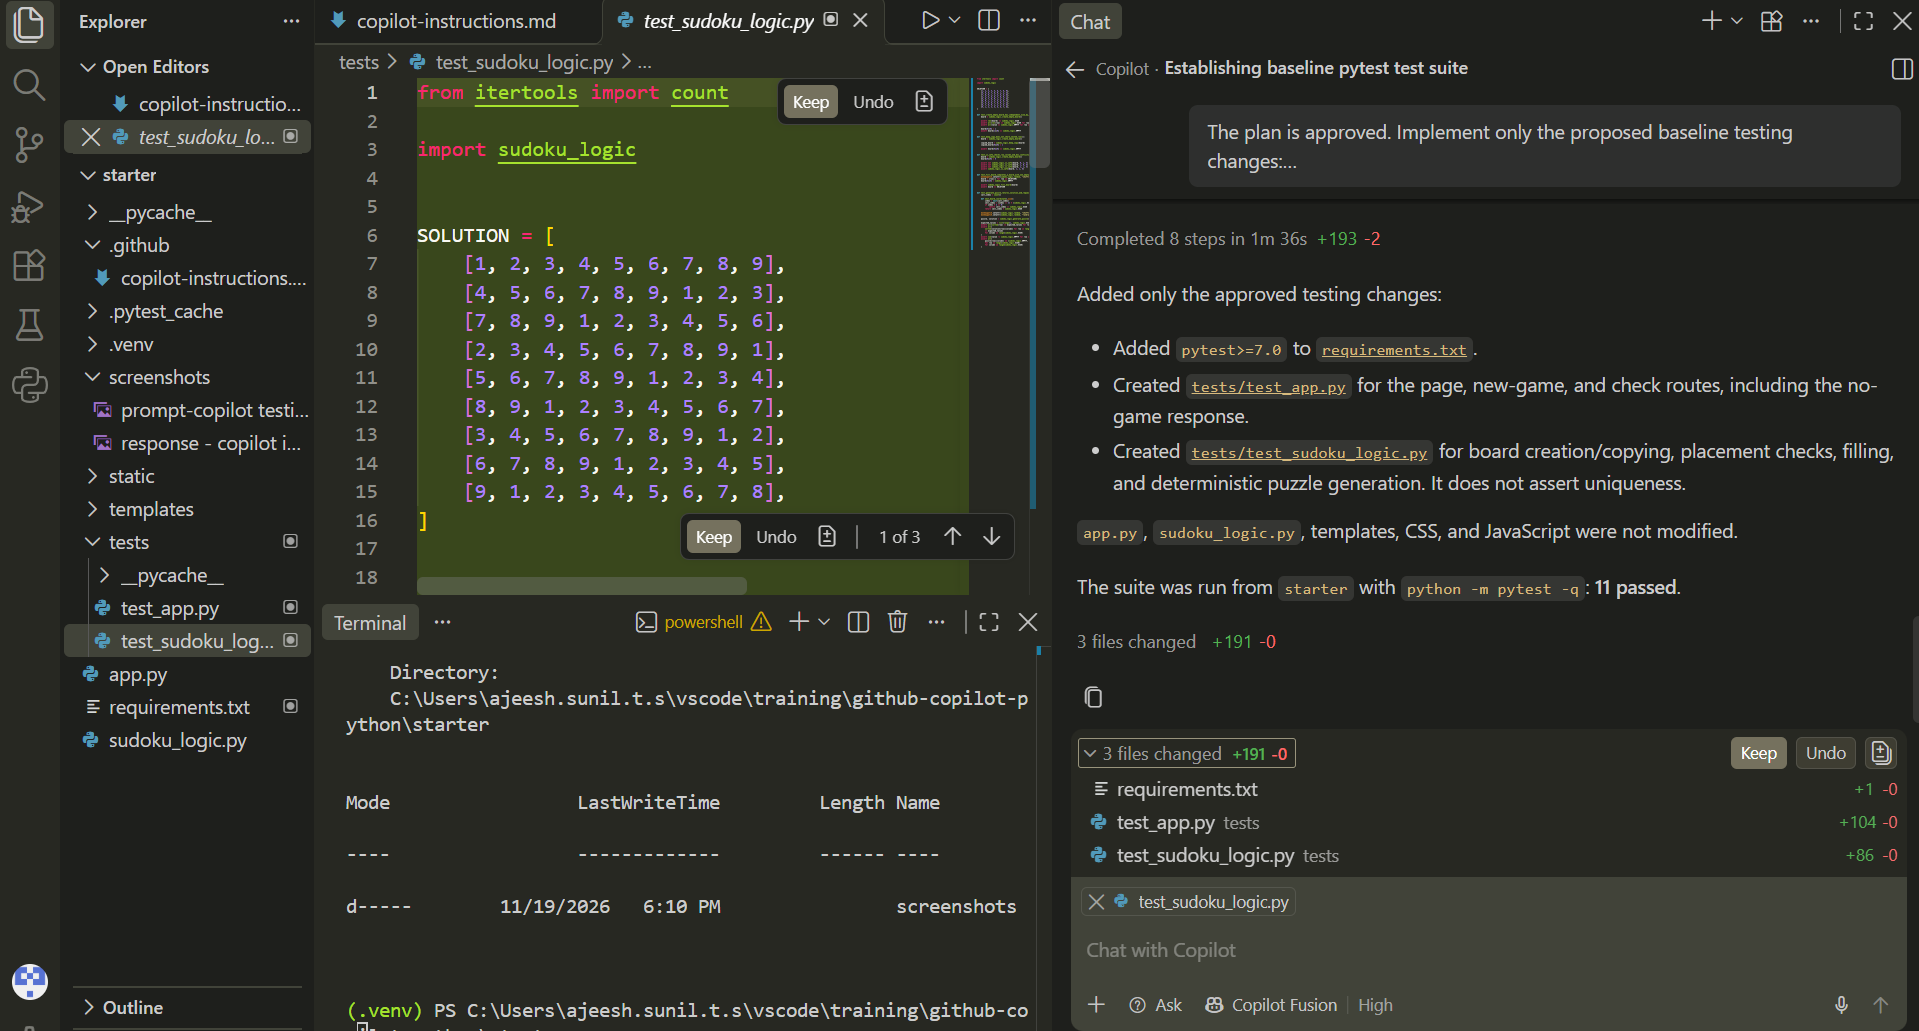 Explorer
Open Editors
copilot-instructio...
test_sudoku_lo...
starter
__pycache__
.github
copilot-instructions....
.pytest_cache
.venv
screenshots
prompt-copilot testi...
response - copilot i...
static
templates
tests
__pycache__
test_app.py
test_sudoku_log...
app.py
requirements.txt
sudoku_logic.py
Outline
copilot-instructions.md
test_sudoku_logic.py
tests > test_sudoku_logic.py > ...
Keep Undo
1 from itertools import count
2
3 import sudoku_logic
4
5
6 SOLUTION = [
7 [1, 2, 3, 4, 5, 6, 7, 8, 9],
8 [4, 5, 6, 7, 8, 9, 1, 2, 3],
9 [7, 8, 9, 1, 2, 3, 4, 5, 6],
10 [2, 3, 4, 5, 6, 7, 8, 9, 1],
11 [5, 6, 7, 8, 9, 1, 2, 3, 4],
12 [8, 9, 1, 2, 3, 4, 5, 6, 7],
13 [3, 4, 5, 6, 7, 8, 9, 1, 2],
14 [6, 7, 8, 9, 1, 2, 3, 4, 5],
15 [9, 1, 2, 3, 4, 5, 6, 7, 8],
16 ]
17
18
Keep Undo 1 of 3
Terminal
powershell
Directory:
C:\Users\ajeesh.sunil.t.s\vscode\training\github-copilot-p
ython\starter
Mode LastWriteTime Length Name
---- ------------- ------ ----
d----- 11/19/2026 6:10 PM screenshots
(.venv) PS C:\Users\ajeesh.sunil.t.s\vscode\training\github-co
Chat
Copilot · Establishing baseline pytest test suite
The plan is approved. Implement only the proposed baseline testing
changes:...
Completed 8 steps in 1m 36s +193 -2
Added only the approved testing changes:
• Added pytest>=7.0 to requirements.txt.
• Created tests/test_app.py for the page, new-game, and check routes, including the no-
game response.
• Created tests/test_sudoku_logic.py for board creation/copying, placement checks, filling,
and deterministic puzzle generation. It does not assert uniqueness.
app.py, sudoku_logic.py, templates, CSS, and JavaScript were not modified.
The suite was run from starter with python -m pytest -q: 11 passed.
3 files changed +191 -0
3 files changed +191 -0
Keep Undo
requirements.txt +1 -0
test_app.py tests +104 -0
test_sudoku_logic.py tests +86 -0
test_sudoku_logic.py
Chat with Copilot
Ask Copilot Fusion High